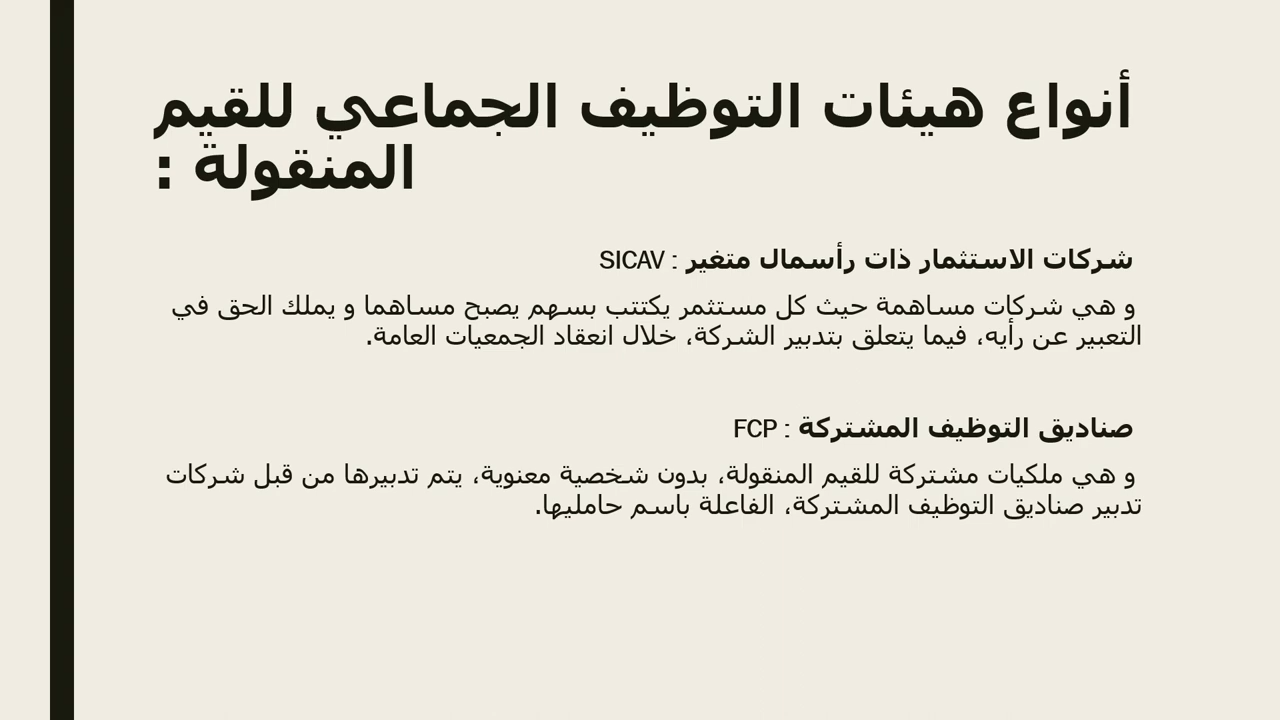 أنواع هيئات التوظيف الجماعي للقيم
المنقولة :
شركات الاستثمار ذات رأسمال متغير : SICAV
و هي شركات مساهمة حيث كل مستثمر يكتتب بسهم يصبح مساهما و يملك الحق في
التعبير عن رأيه، فيما يتعلق بتدبير الشركة، خلال انعقاد الجمعيات العامة.
صناديق التوظيف المشتركة : FCP
و هي ملكيات مشتركة للقيم المنقولة، بدون شخصية معنوية، يتم تدبيرها من قبل شركات
تدبير صناديق التوظيف المشتركة، الفاعلة باسم حامليها.